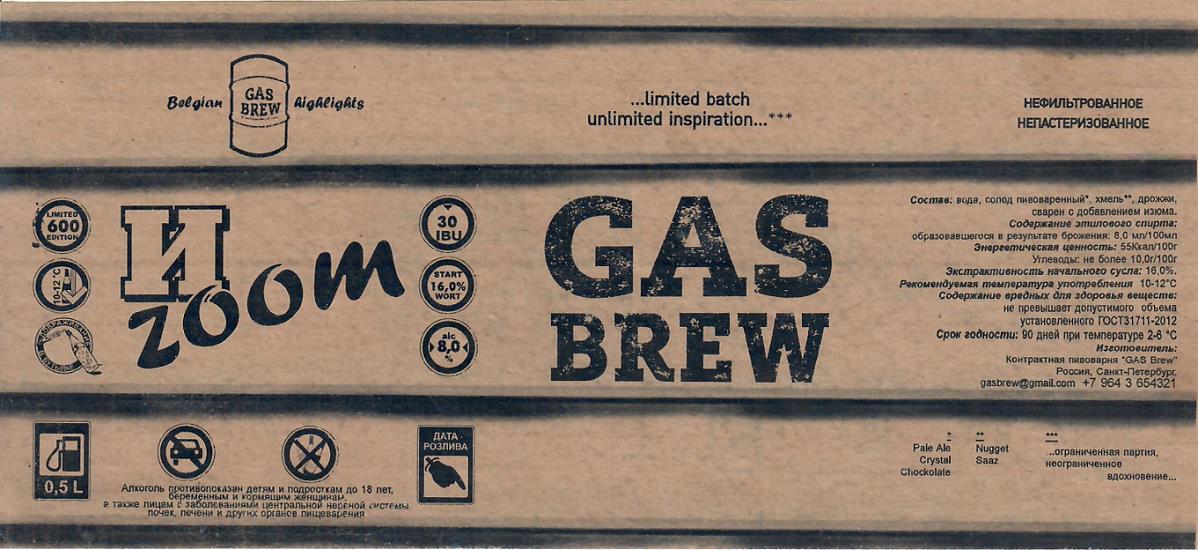 Belgian
GAS
BREW
highlights
...limited batch
unlimited inspiration...***
НЕФИЛЬТРОВАННОЕ
НЕПАСТЕРИЗОВАННОЕ
LIMITED
600
EDITION
10-12°C
И
zoom
30
IBU
START
16,0%
WORT
alc
8,0
%
GAS
BREW
Состав: вода, солод пивоваренный*, хмель**, дрожжи,
сварен с добавлением изюма.
Содержание этилового спирта:
образовавшегося в результате брожения: 8,0 мл/100мл
Энергетическая ценность: 55Ккал/100г
Углеводы: не более 10,0г/100г
Экстрактивность начального сусла: 16,0%.
Рекомендуемая температура употребления 10-12°С
Содержание вредных для здоровья веществ:
не превышает допустимого объема
установленного ГОСТ31711-2012
Срок годности: 90 дней при температуре 2-6 °С
Изготовитель:
Контрактная пивоварня "GAS Brew"
Россия, Санкт-Петербург,
gasbrew@gmail.com +7 964 3 654321
0,5 L
ДАТА
РОЗЛИВА
Алкоголь противопоказан детям и подросткам до 18 лет,
беременным и кормящим женщинам,
а также лицам с заболеваниями центральной нервной системы,
почек, печени и других органов пищеварения
*
Pale Ale
Crystal
Chockolate
**
Nugget
Saaz
***
...ограниченная партия,
неограниченное
вдохновение...